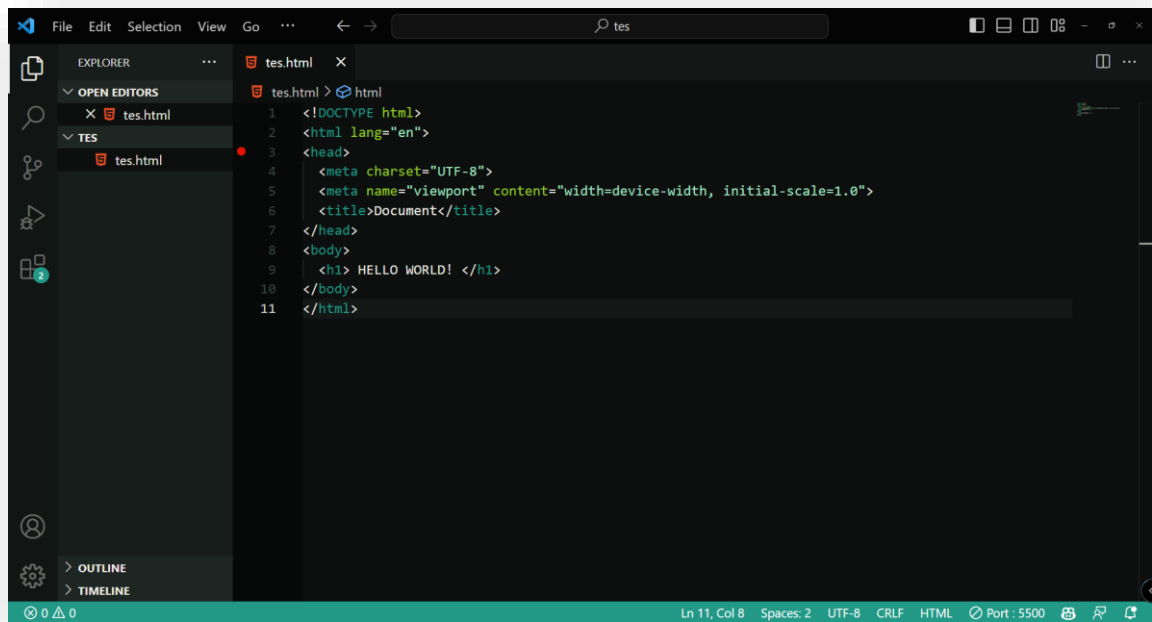 File Edit Selection View Go ··· tes
EXPLORER ···
OPEN EDITORS
tes.html
TES
tes.html
OUTLINE
TIMELINE
2
tes.html
tes.html > html
1 <!DOCTYPE html>
2 <html lang="en">
3 <head>
4 <meta charset="UTF-8">
5 <meta name="viewport" content="width=device-width, initial-scale=1.0">
6 <title>Document</title>
7 </head>
8 <body>
9 <h1> HELLO WORLD! </h1>
10 </body>
11 </html>
0 0 Ln 11, Col 8 Spaces: 2 UTF-8 CRLF HTML Port : 5500